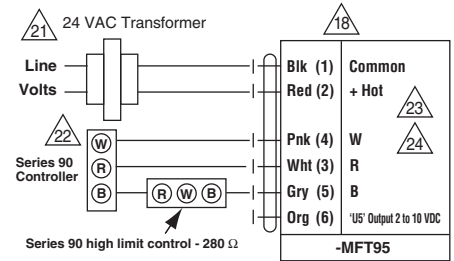 21 24 VAC Transformer
18
Line
Volts
Blk (1) Common
Red (2) + Hot
23
22
24
Series 90
Controller
W
R
B
R W B
Pnk (4) W
Wht (3) R
Gry (5) B
Org (6) 'U5' Output 2 to 10 VDC
Series 90 high limit control - 280 Ω
-MFT95